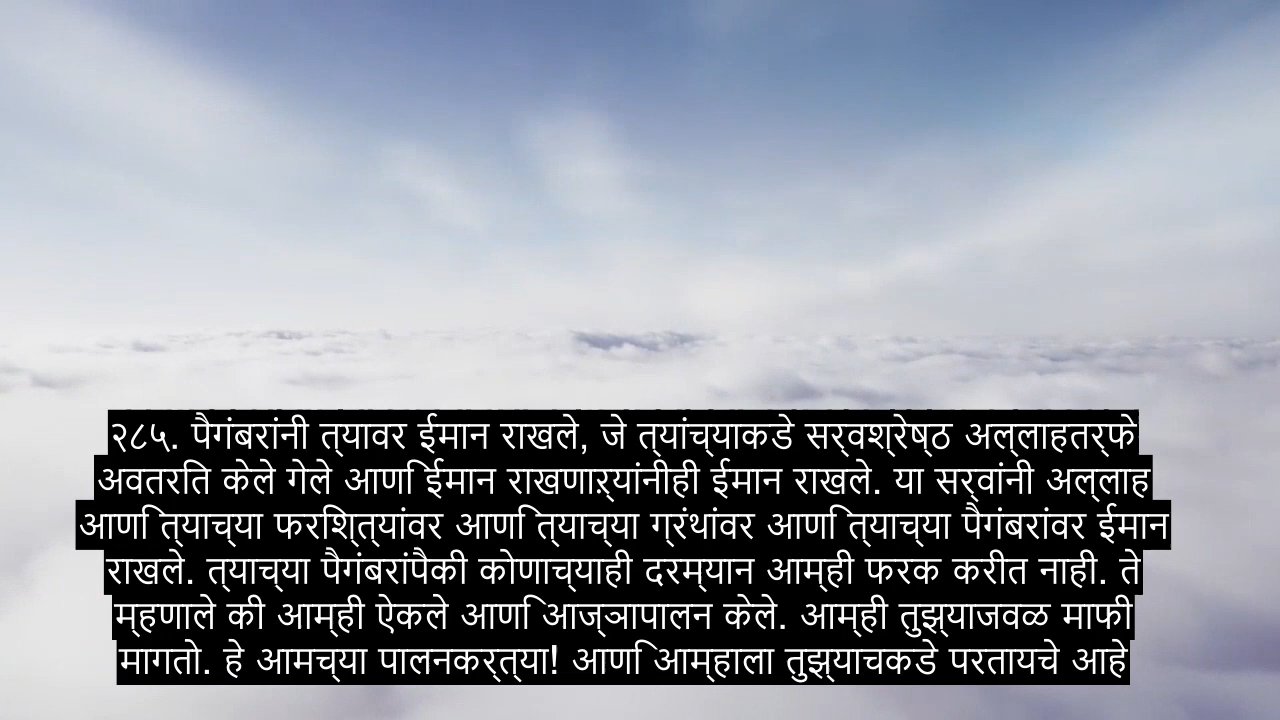 २८५. पैगंबरांनी त्यावर ईमान राखले, जे त्यांच्याकडे सर्वश्रेष्ठ अल्लाहतर्फे
अवतरित केले गेले आणि ईमान राखणाऱ्यांनीही ईमान राखले. या सर्वांनी अल्लाह
आणि त्याच्या फरिश्त्यांवर आणि त्याच्या ग्रंथांवर आणि त्याच्या पैगंबरांवर ईमान
राखले. त्याच्या पैगंबरांपैकी कोणाच्याही दरम्यान आम्ही फरक करीत नाही. ते
म्हणाले की आम्ही ऐकले आणि आज्ञापालन केले. आम्ही तुझ्याजवळ माफी
मागतो. हे आमच्या पालनकर्त्या! आणि आम्हाला तुझ्याचकडे परतायचे आहे